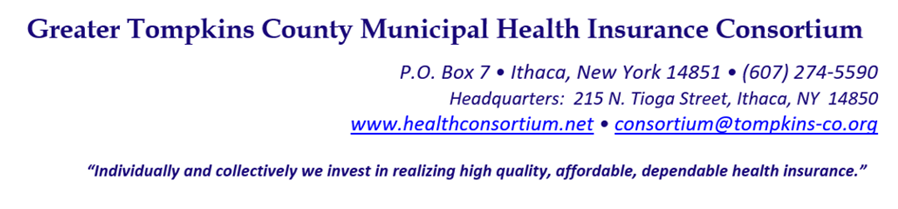 Greater Tompkins County Municipal Health Insurance Consortium
P.O. Box 7 • Ithaca, New York 14851 • (607) 274-5590
Headquarters:  215 N. Tioga Street, Ithaca, NY  14850
www.healthconsortium.net • consortium@tompkins-co.org
“Individually and collectively we invest in realizing high quality, affordable, dependable health insurance.”